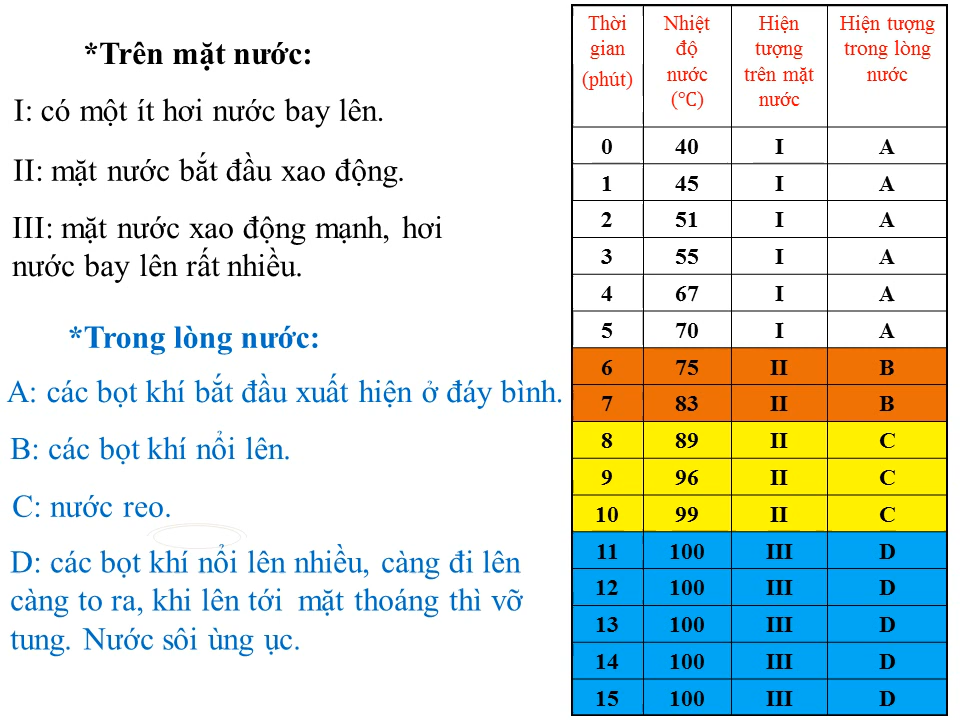 *Trên mặt nước:
I: có một ít hơi nước bay lên.
II: mặt nước bắt đầu xao động.
III: mặt nước xao động mạnh, hơi
nước bay lên rất nhiều.
*Trong lòng nước:
A: các bọt khí bắt đầu xuất hiện ở đáy bình.
B: các bọt khí nổi lên.
C: nước reo.
D: các bọt khí nổi lên nhiều, càng đi lên
càng to ra, khi lên tới mặt thoáng thì vỡ
tung. Nước sôi ùng ục.
Thời gian (phút) Nhiệt độ nước (°C) Hiện tượng trên mặt nước Hiện tượng trong lòng nước
0 40 I A
1 45 I A
2 51 I A
3 55 I A
4 67 I A
5 70 I A
6 75 II B
7 83 II B
8 89 II C
9 96 II C
10 99 II C
11 100 III D
12 100 III D
13 100 III D
14 100 III D
15 100 III D